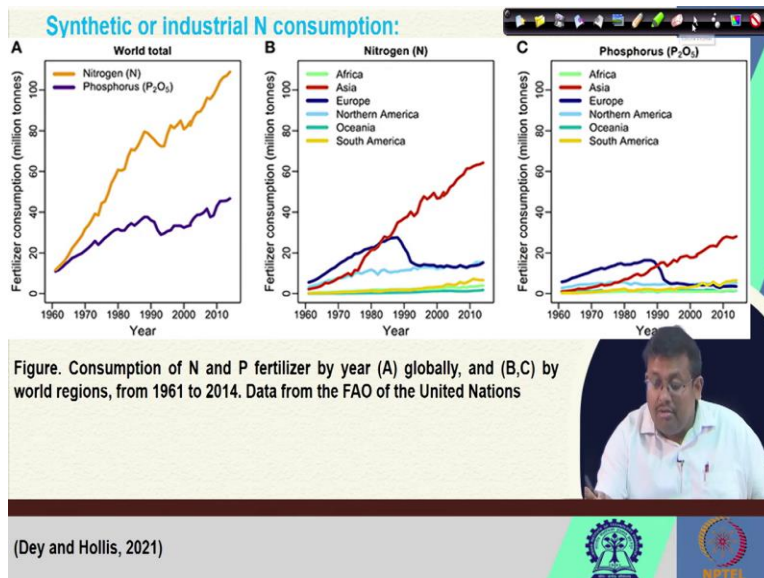 Synthetic or industrial N consumption:
A
World total
Nitrogen (N)
Phosphorus (P₂O₅)
Fertilizer consumption (million tonnes)
0 20 40 60 80 100
1960 1970 1980 1990 2000 2010
Year
B
Nitrogen (N)
Africa
Asia
Europe
Northern America
Oceania
South America
Fertilizer consumption (million tonnes)
0 20 40 60 80 100
1960 1970 1980 1990 2000 2010
Year
C
Phosphorus (P₂O₅)
Africa
Asia
Europe
Northern America
Oceania
South America
Fertilizer consumption (million tonnes)
0 20 40 60 80 100
1960 1970 1980 1990 2000 2010
Year
Figure. Consumption of N and P fertilizer by year (A) globally, and (B,C) by
world regions, from 1961 to 2014. Data from the FAO of the United Nations
(Dey and Hollis, 2021)
NPTEL